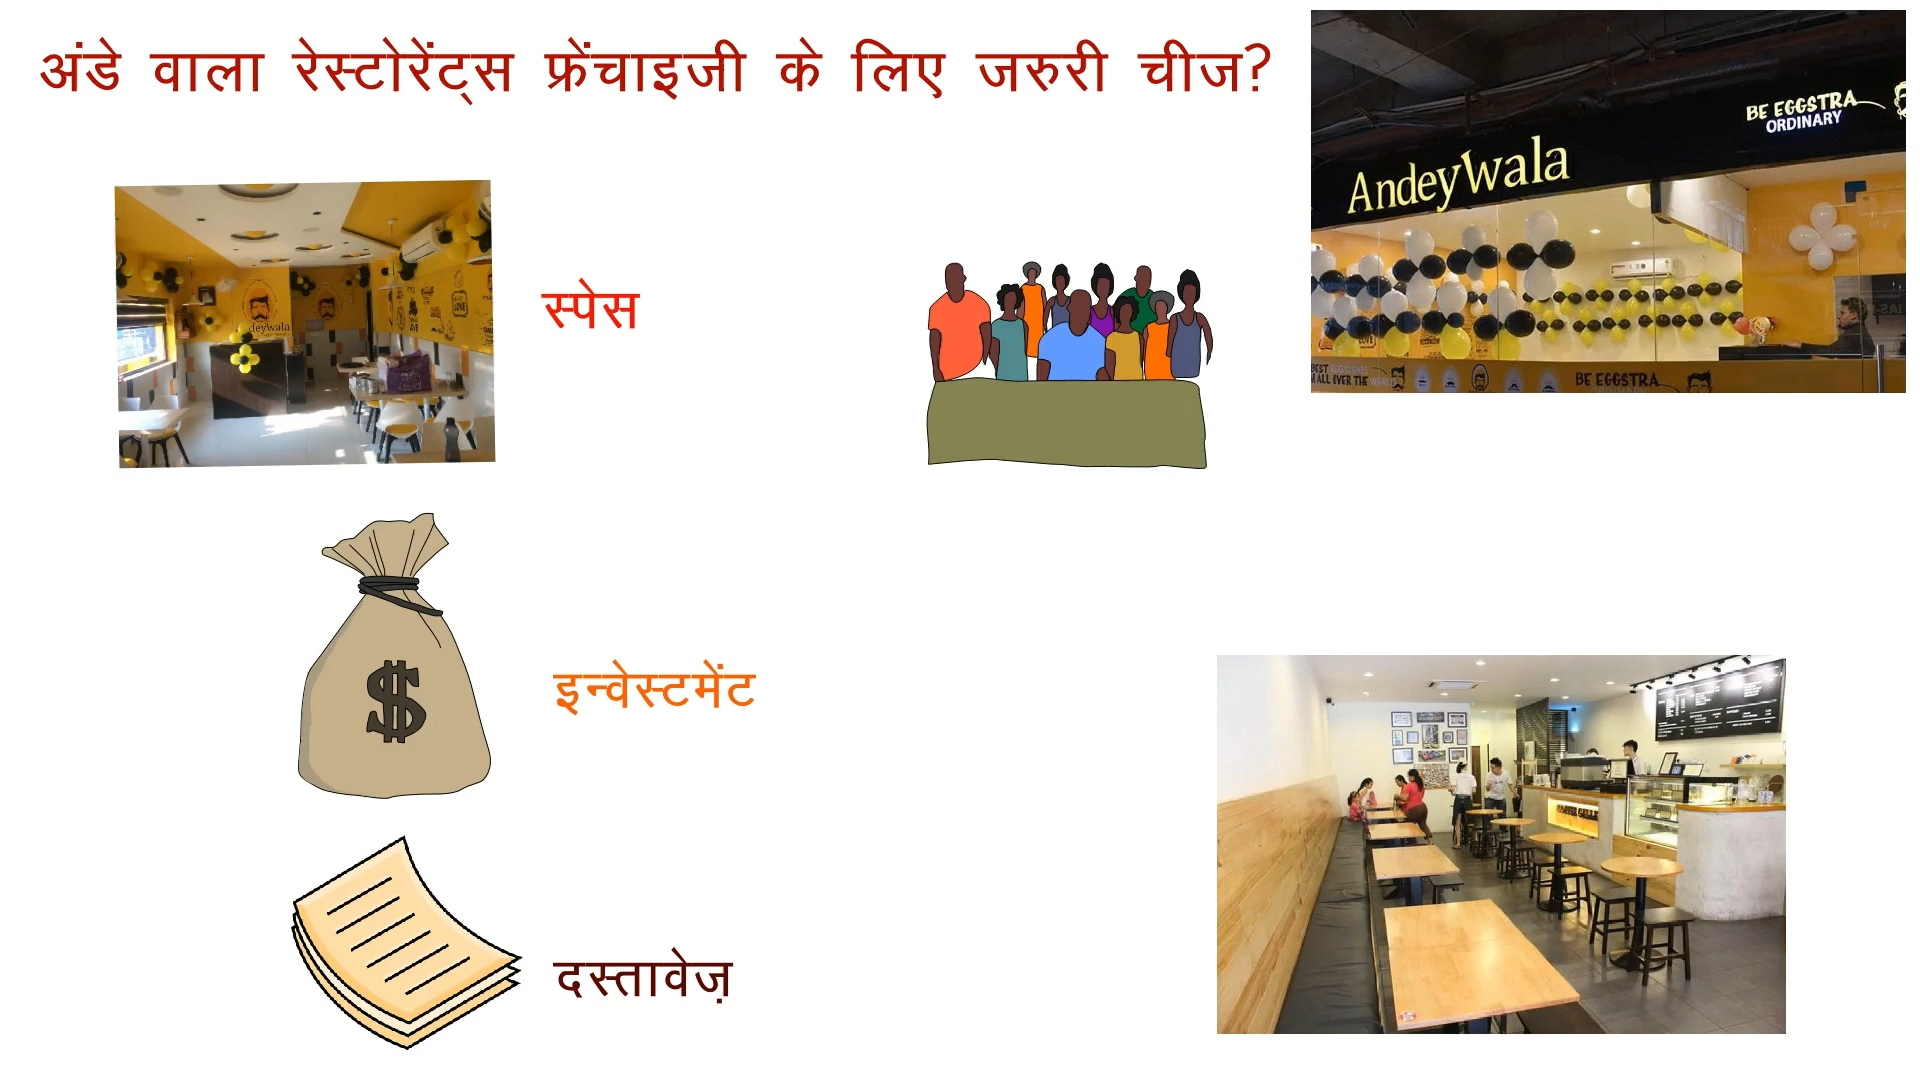 अंडे वाला रेस्टोरेंट्स फ्रेंचाइजी के लिए जरुरी चीज?
BE EGGSTRA
ORDINARY
AndeyWala
स्पेस
BE EGGSTRA
$
इन्वेस्टमेंट
दस्तावेज़